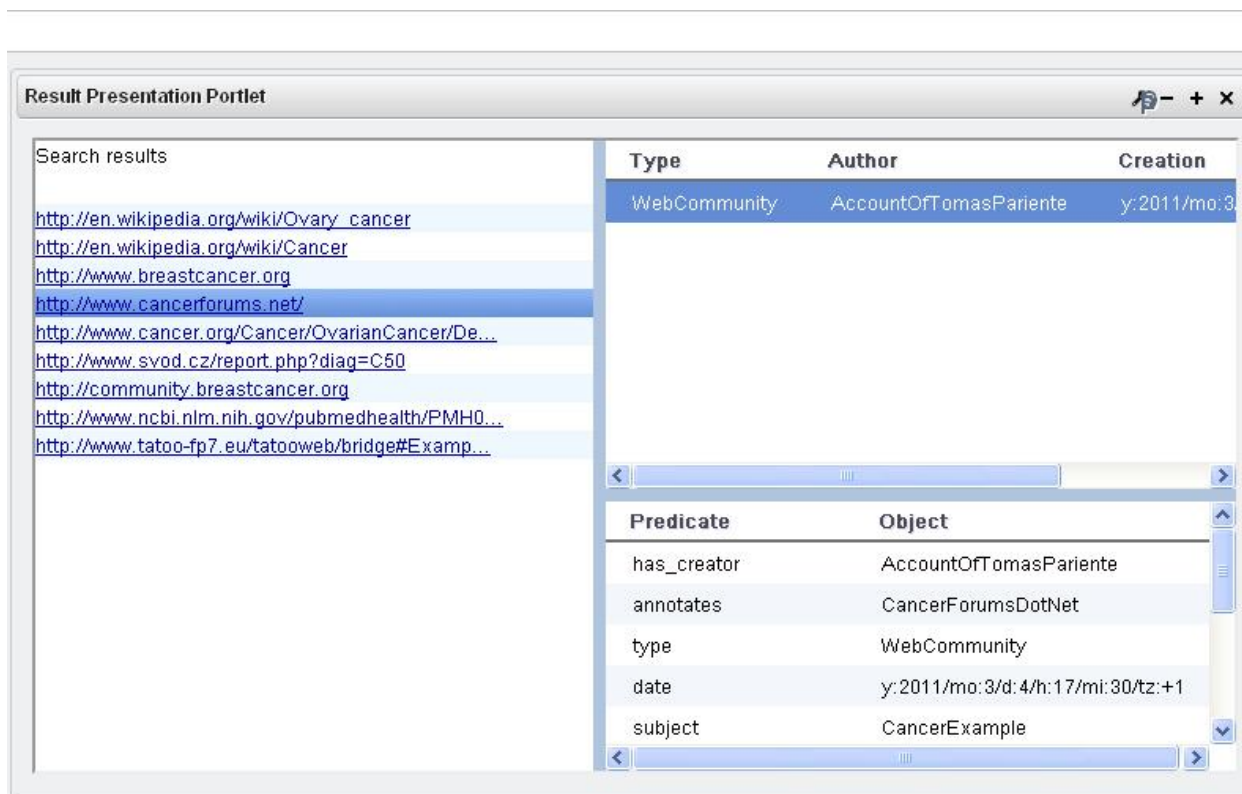 Result Presentation Portlet
Search results
http://en.wikipedia.org/wiki/Ovary_cancer
http://en.wikipedia.org/wiki/Cancer
http://www.breastcancer.org
http://www.cancerforums.net/
http://www.cancer.org/Cancer/OvarianCancer/De...
http://www.svod.cz/report.php?diag=C50
http://community.breastcancer.org
http://www.ncbi.nlm.nih.gov/pubmedhealth/PMH0...
http://www.tatoo-fp7.eu/tatooweb/bridge#Examp...
Type Author Creation
WebCommunity AccountOfTomasPariente y:2011/mo:3/
Predicate Object
has_creator AccountOfTomasPariente
annotates CancerForumsDotNet
type WebCommunity
date y:2011/mo:3/d:4/h:17/mi:30/tz:+1
subject CancerExample